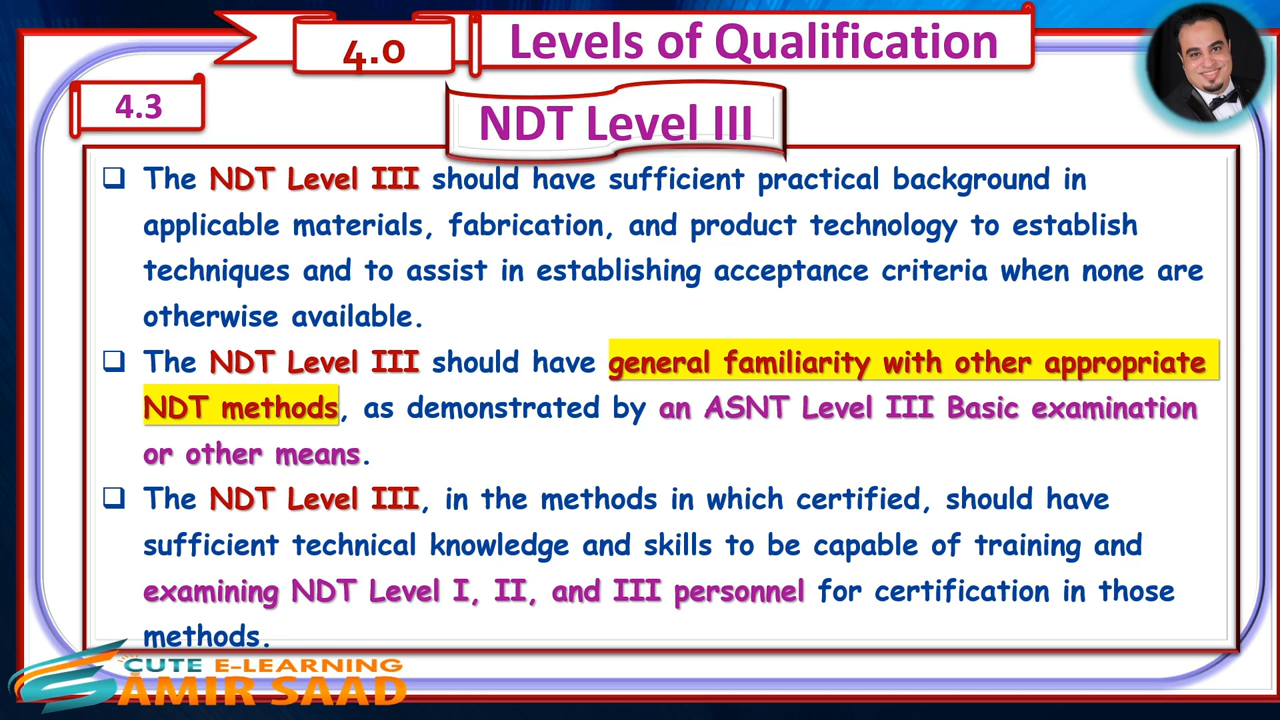 4.0
Levels of Qualification
4.3
NDT Level III
The NDT Level III should have sufficient practical background in
applicable materials, fabrication, and product technology to establish
techniques and to assist in establishing acceptance criteria when none are
otherwise available.
The NDT Level III should have general familiarity with other appropriate
NDT methods, as demonstrated by an ASNT Level III Basic examination
or other means.
The NDT Level III, in the methods in which certified, should have
sufficient technical knowledge and skills to be capable of training and
examining NDT Level I, II, and III personnel for certification in those
methods.
CUTE E-LEARNING
AMIR SAAD